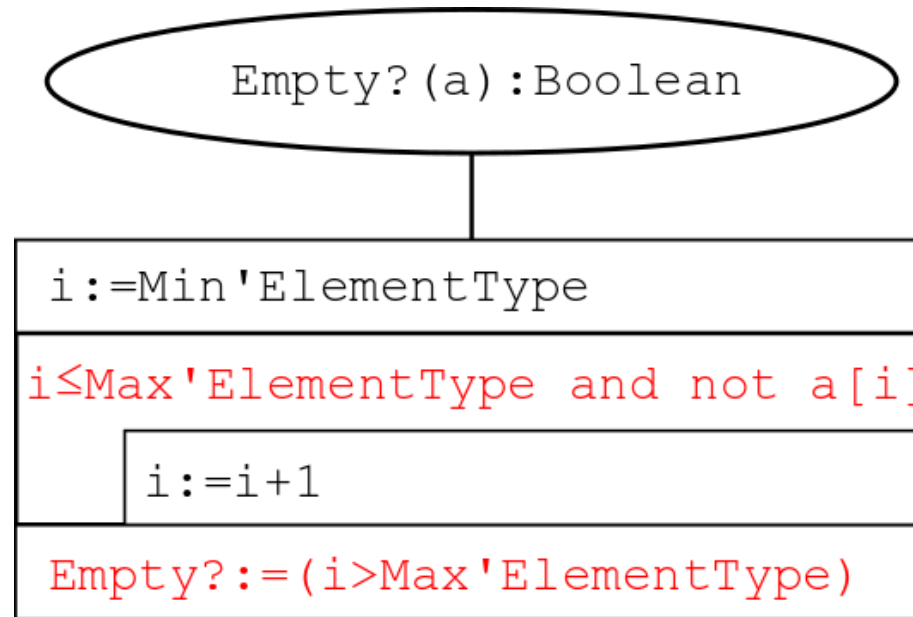 Empty?(a):Boolean
i:=Min'ElementType
i≤Max'ElementType and not a[i]
i:=i+1
Empty?:=(i>Max'ElementType)